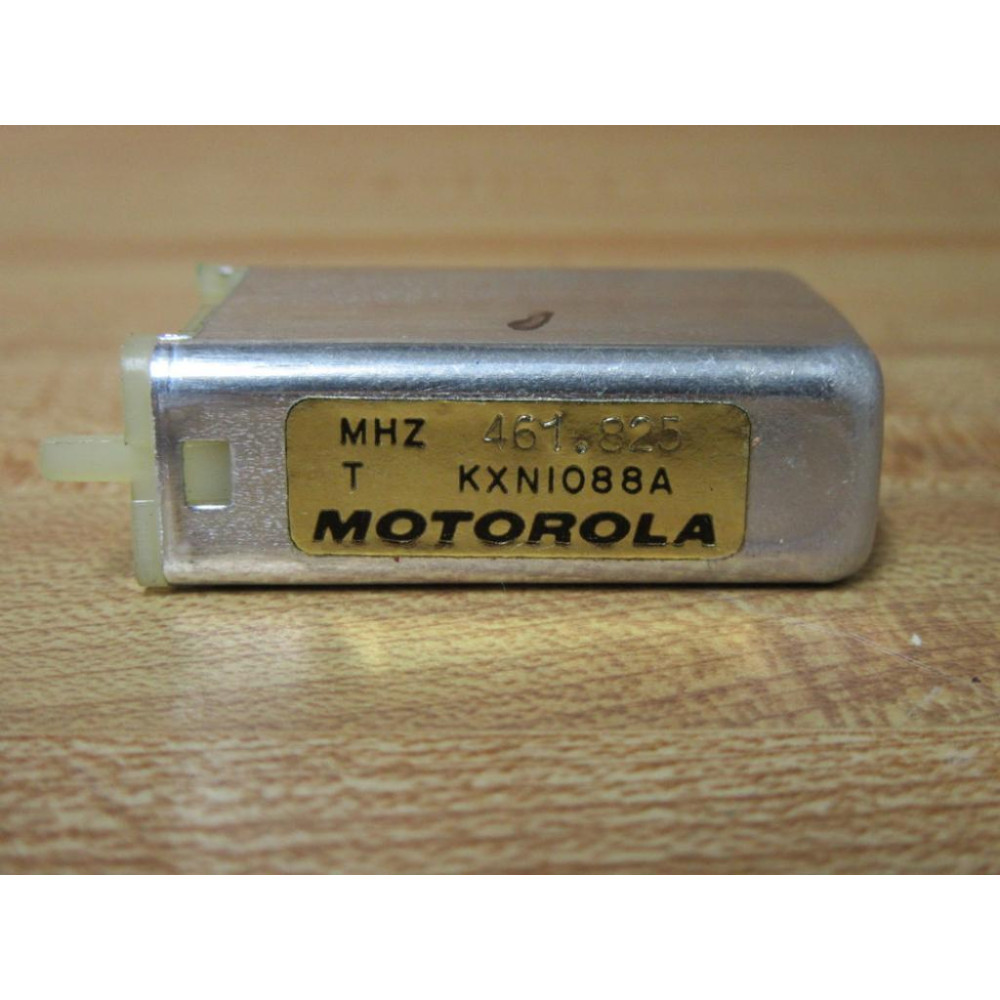 MHZ 461.825
T KXN1088A
MOTOROLA